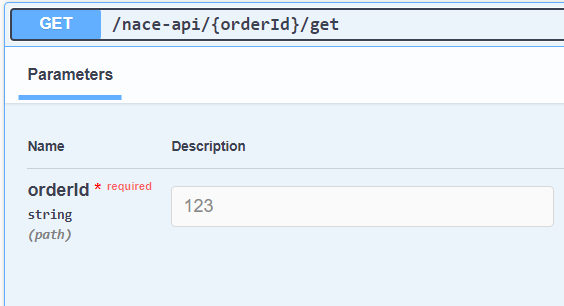 GET /nace-api/{orderId}/get
Parameters
Name Description
orderId * required
string
(path)
123